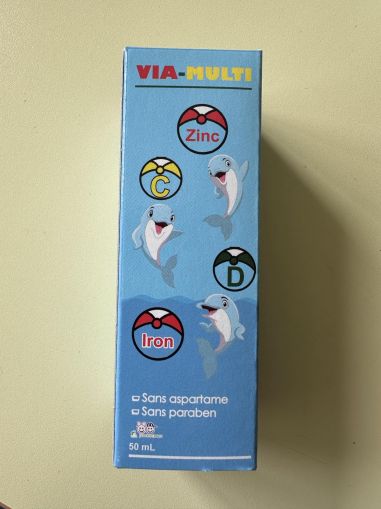 VIA-MULTI
Zinc
C
D
Iron
Sans aspartame
Sans paraben
50 mL